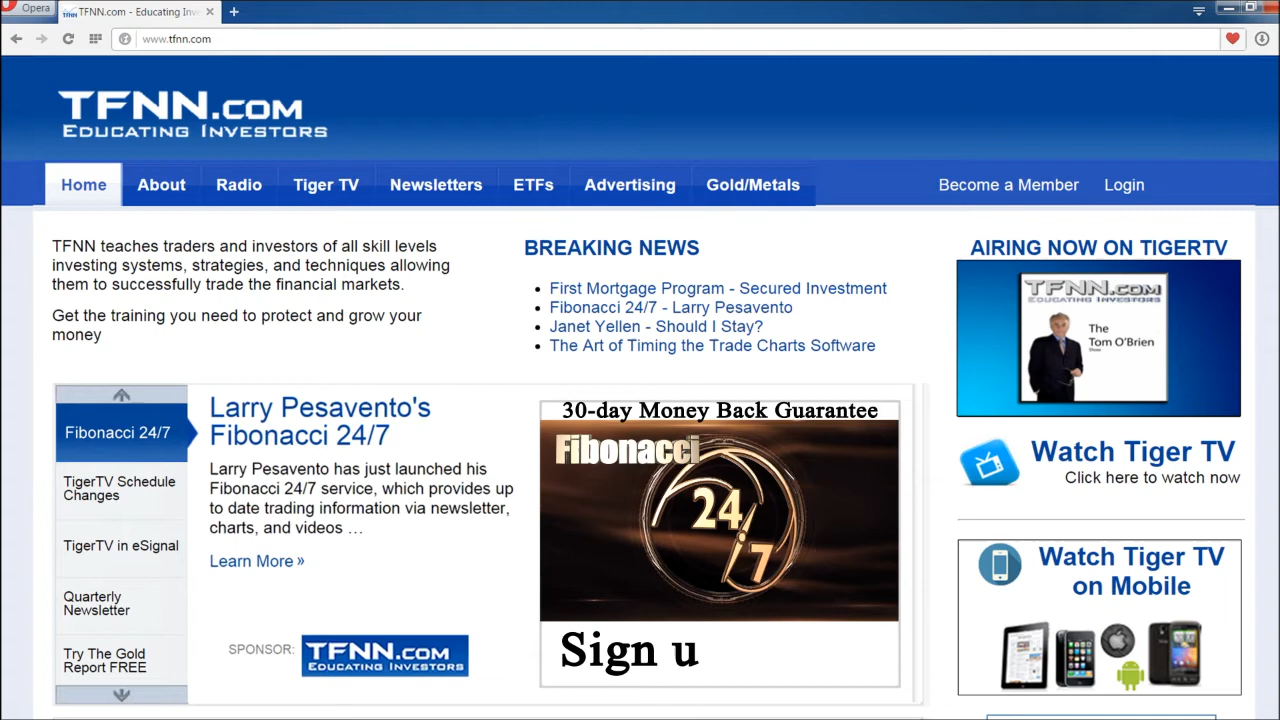 Opera
TFNN.com - Educating Inv
www.tfnn.com
TFNN.COM
EDUCATING INVESTORS
Home
About
Radio
Tiger TV
Newsletters
ETFs
Advertising
Gold/Metals
Become a Member
Login
TFNN teaches traders and investors of all skill levels
investing systems, strategies, and techniques allowing
them to successfully trade the financial markets.
Get the training you need to protect and grow your
money
BREAKING NEWS
First Mortgage Program - Secured Investment
Fibonacci 24/7 - Larry Pesavento
Janet Yellen - Should I Stay?
The Art of Timing the Trade Charts Software
AIRING NOW ON TIGERTV
TFNN.COM
EDUCATING INVESTORS
The
Tom O'Brien
Show
Watch Tiger TV
Click here to watch now
Watch Tiger TV
on Mobile
Fibonacci 24/7
TigerTV Schedule
Changes
TigerTV in eSignal
Quarterly
Newsletter
Try The Gold
Report FREE
Larry Pesavento's
Fibonacci 24/7
Larry Pesavento has just launched his
Fibonacci 24/7 service, which provides up
to date trading information via newsletter,
charts, and videos …
Learn More »
SPONSOR:
TFNN.COM
EDUCATING INVESTORS
30-day Money Back Guarantee
Fibonacci
24/7
Sign u